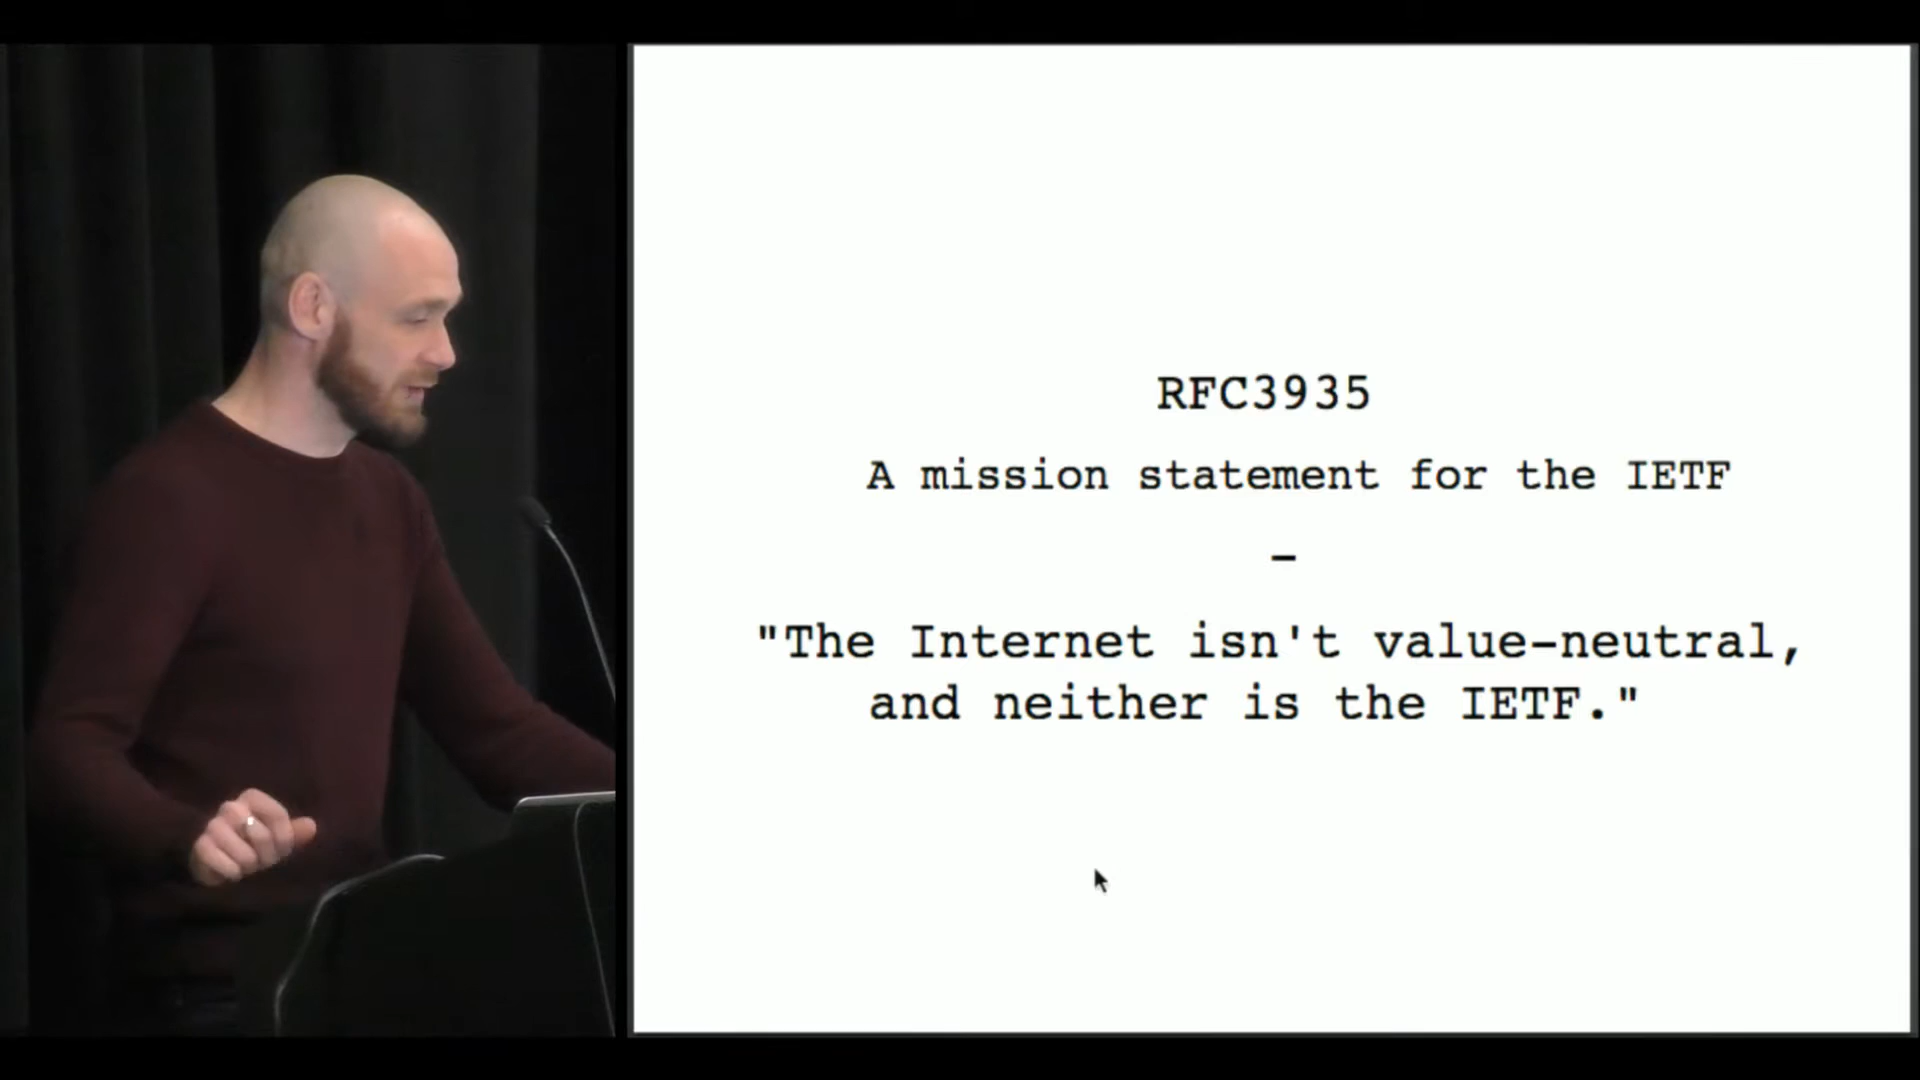 RFC3935
A mission statement for the IETF
–
"The Internet isn't value-neutral,
and neither is the IETF."